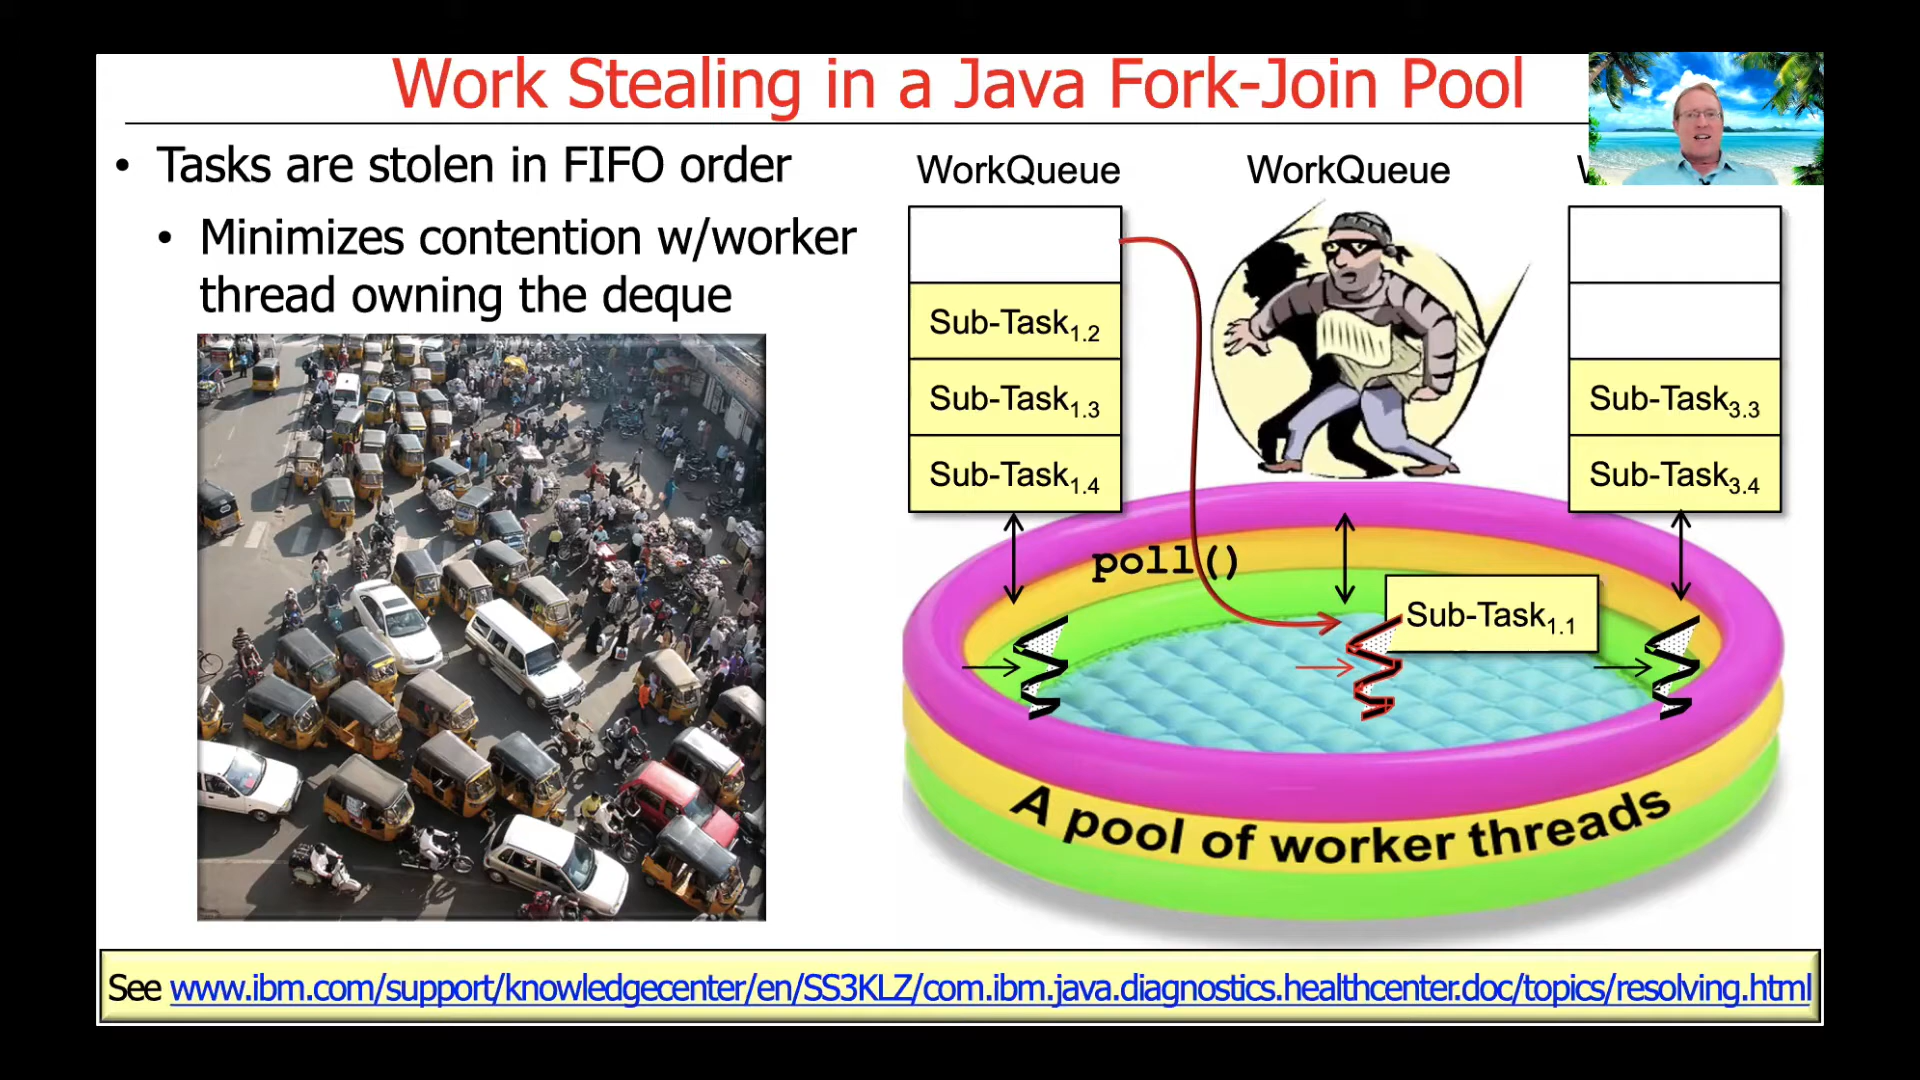 Work Stealing in a Java Fork-Join Pool
• Tasks are stolen in FIFO order
• Minimizes contention w/worker
thread owning the deque
WorkQueue
Sub-Task1.2
Sub-Task1.3
Sub-Task1.4
WorkQueue
Sub-Task3.3
Sub-Task3.4
poll()
Sub-Task1.1
A pool of worker threads
See www.ibm.com/support/knowledgecenter/en/SS3KLZ/com.ibm.java.diagnostics.healthcenter.doc/topics/resolving.html